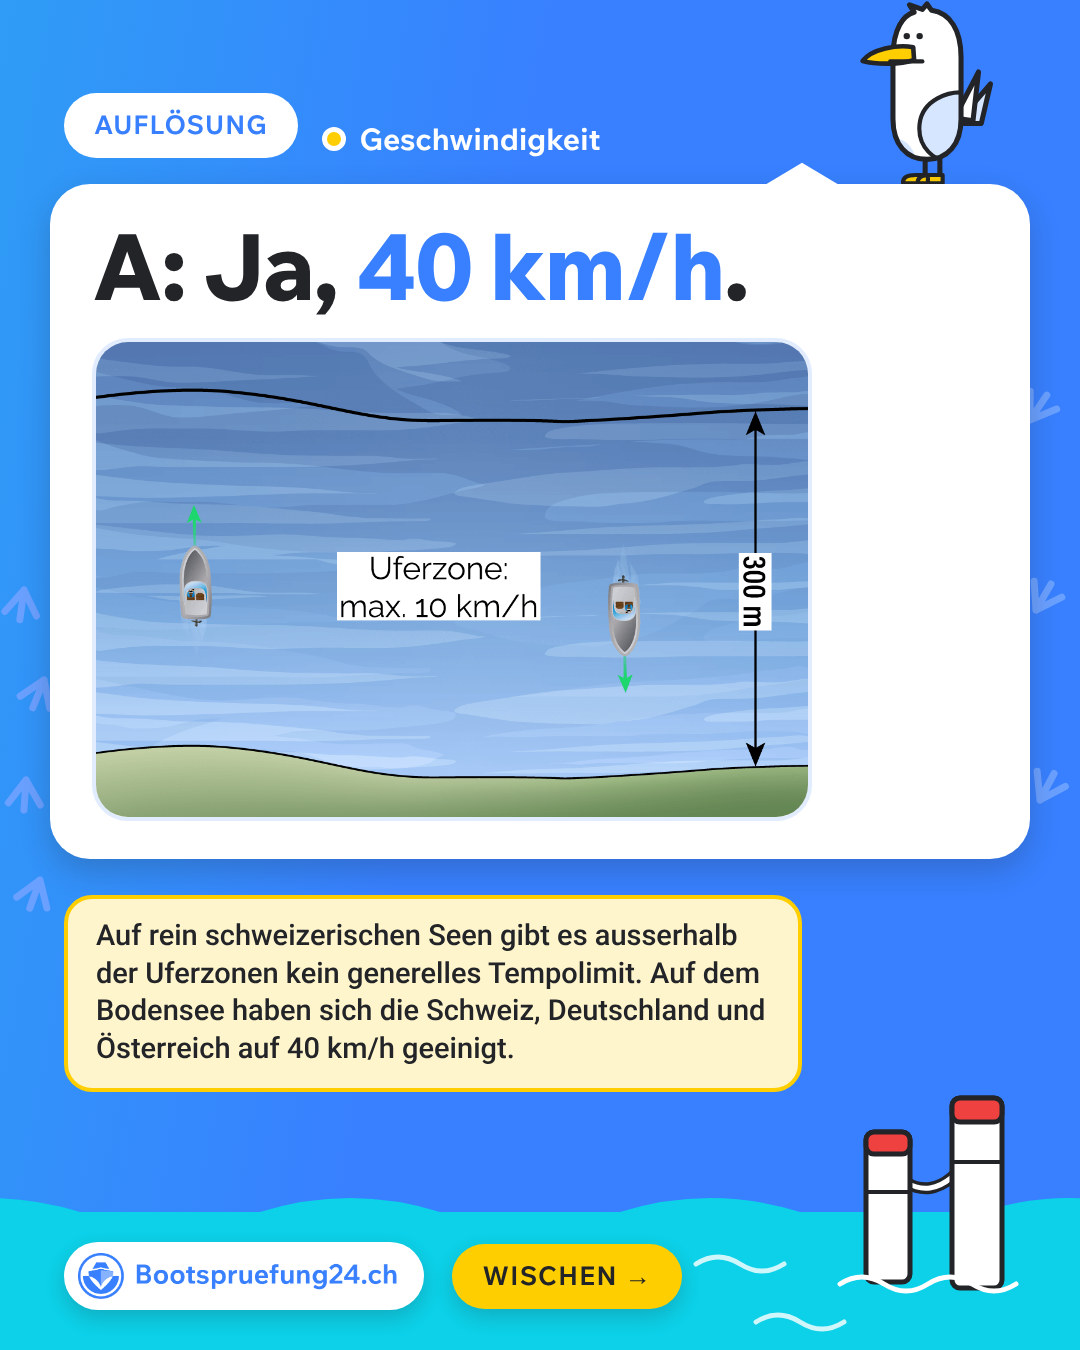 AUFLÖSUNG
Geschwindigkeit
A: Ja, 40 km/h.
Uferzone:
max. 10 km/h
300 m
Auf rein schweizerischen Seen gibt es ausserhalb
der Uferzonen kein generelles Tempolimit. Auf dem
Bodensee haben sich die Schweiz, Deutschland und
Österreich auf 40 km/h geeinigt.
Bootspruefung24.ch
WISCHEN →